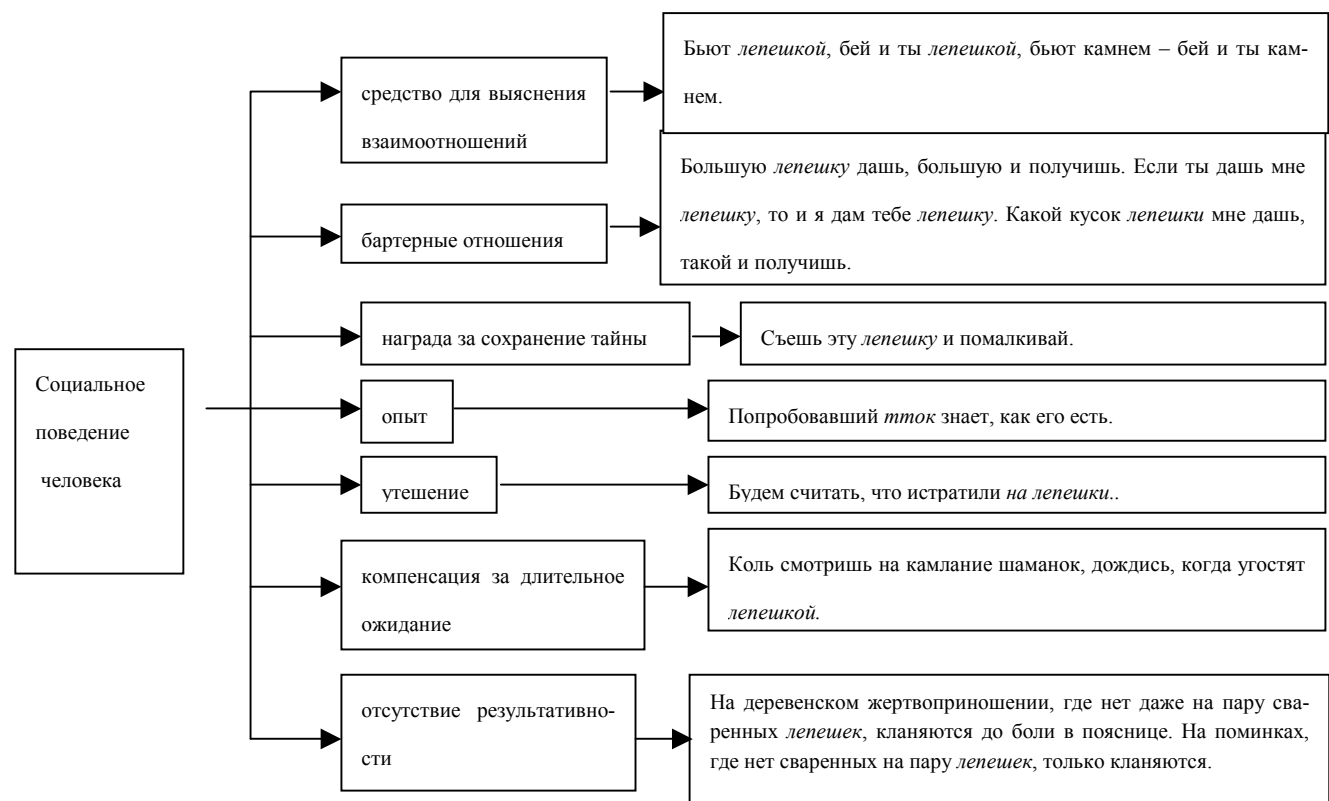 Бьют лепешкой, бей и ты лепешкой, бьют камнем – бей и ты кам-
нем.
средство для выяснения
взаимоотношений
Большую лепешку дашь, большую и получишь. Если ты дашь мне
лепешку, то и я дам тебе лепешку. Какой кусок лепешки мне дашь,
такой и получишь.
бартерные отношения
награда за сохранение тайны
Съешь эту лепешку и помалкивай.
Социальное
поведение
человека
опыт
Попробовавший тток знает, как его есть.
утешение
Будем считать, что истратили на лепешки..
компенсация за длительное
ожидание
Коль смотришь на камлание шаманок, дождись, когда угостят
лепешкой.
отсутствие результативно-
сти
На деревенском жертвоприношении, где нет даже на пару сва-
ренных лепешек, кланяются до боли в пояснице. На поминках,
где нет сваренных на пару лепешек, только кланяются.